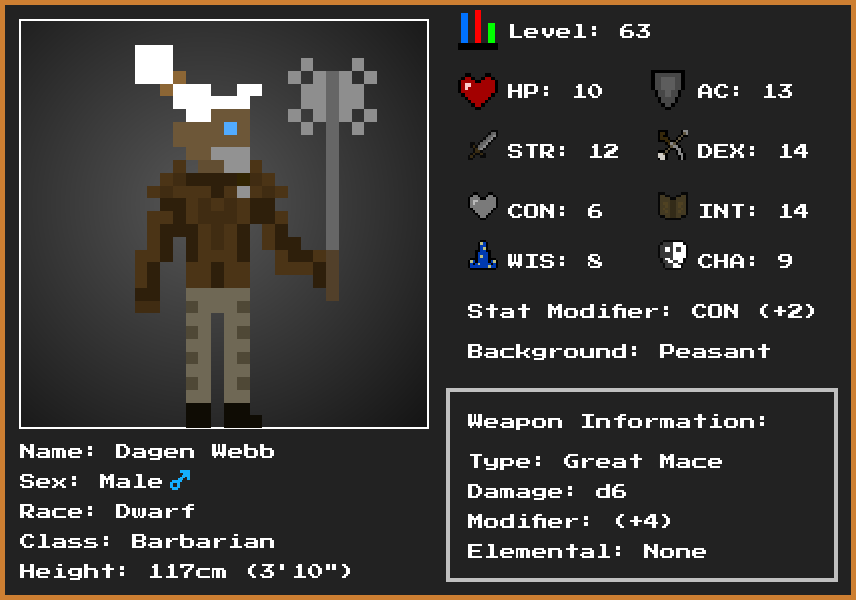 Level: 63
HP: 10 AC: 13
STR: 12 DEX: 14
CON: 6 INT: 14
WIS: 8 CHA: 9
Stat Modifier: CON (+2)
Background: Peasant
Weapon Information:
Type: Great Mace
Damage: d6
Modifier: (+4)
Elemental: None
Name: Dagen Webb
Sex: Male♂
Race: Dwarf
Class: Barbarian
Height: 117cm (3'10")